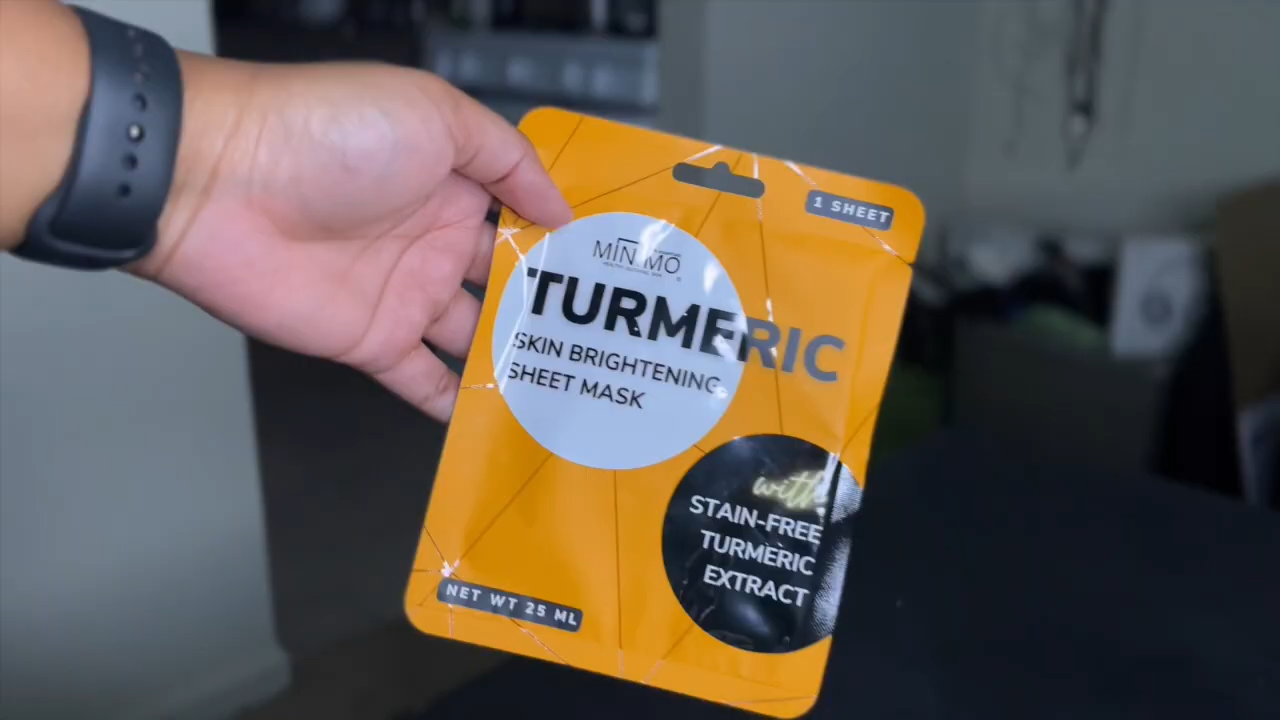 1 SHEET
MINIMO
TURMERIC
SKIN BRIGHTENING
SHEET MASK
with
STAIN-FREE
TURMERIC
EXTRACT
NET WT 25 ML